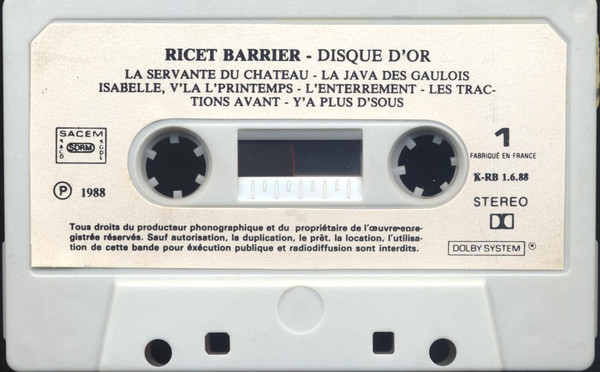 RICET BARRIER - DISQUE D'OR
LA SERVANTE DU CHATEAU - LA JAVA DES GAULOIS
ISABELLE, V'LA L'PRINTEMPS - L'ENTERREMENT - LES TRAC-
TIONS AVANT - Y'A PLUS D'SOUS
SACEM
SDRM
1
FABRIQUÉ EN FRANCE
K-RB 1.6.88
℗ 1988
STEREO
DOLBY SYSTEM ®
Tous droits du producteur phonographique et du propriétaire de l'œuvre-enre-
gistrée réservés. Sauf autorisation, la duplication, le prêt, la location, l'utilisa-
tion de cette bande pour éxécution publique et radiodiffusion sont interdits.